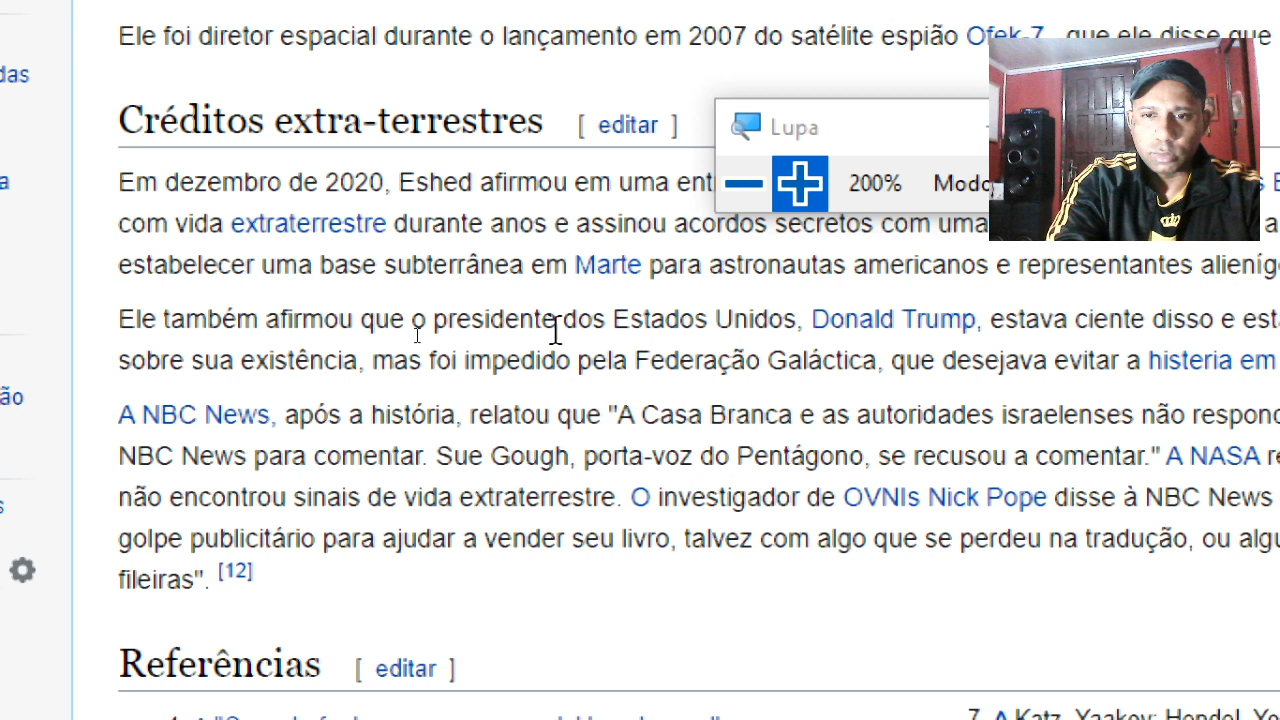 das
Ele foi diretor espacial durante o lançamento em 2007 do satélite espião Ofek-7, que ele disse que
Créditos extra-terrestres [ editar ]
Lupa
200% Modo
Em dezembro de 2020, Eshed afirmou em uma
com vida extraterrestre durante anos e assinou acordos secretos com uma
estabelecer uma base subterrânea em Marte para astronautas americanos e representantes
Ele também afirmou que o presidente dos Estados Unidos, Donald Trump, estava ciente disso e
sobre sua existência, mas foi impedido pela Federação Galáctica, que desejava evitar a histeria em
ão
A NBC News, após a história, relatou que "A Casa Branca e as autoridades israelenses não
NBC News para comentar. Sue Gough, porta-voz do Pentágono, se recusou a comentar." A NASA
não encontrou sinais de vida extraterrestre. O investigador de OVNIs Nick Pope disse à NBC News
golpe publicitário para ajudar a vender seu livro, talvez com algo que se perdeu na tradução, ou
fileiras". [12]
Referências [ editar ]